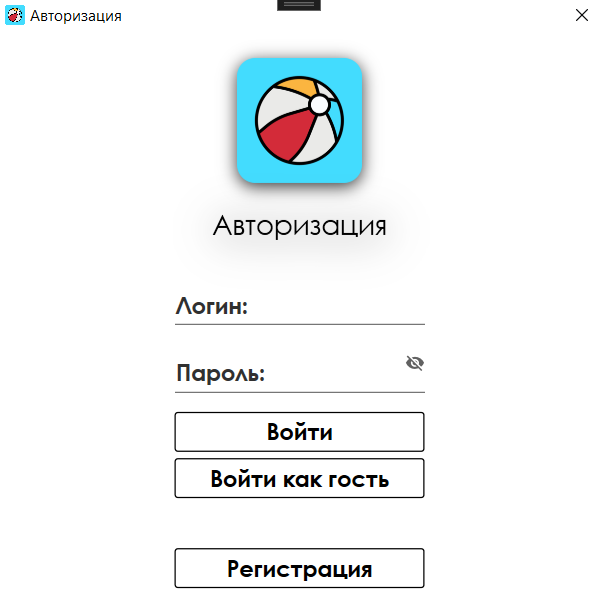 Авторизация
Авторизация
Логин:
Пароль:
Войти
Войти как гость
Регистрация